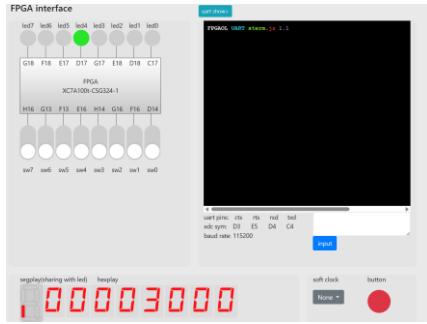 FPGA interface
led7 led6 led5 led4 led3 led2 led1 led0
G18 F18 E17 D17 G17 E18 D18 C17
FPGA
XC7A100t-CSG324-1
H16 G13 F13 E16 H14 G16 F16 D14
sw7 sw6 sw5 sw4 sw3 sw2 sw1 sw0
FPGAOL UART xterm.js 1.1
uart pins: cts rts rxd txd
xdc sym: D3 E5 D4 C4
baud rate: 115200
input
segplay(sharing with led) hexplay
00003000
soft clock button
None